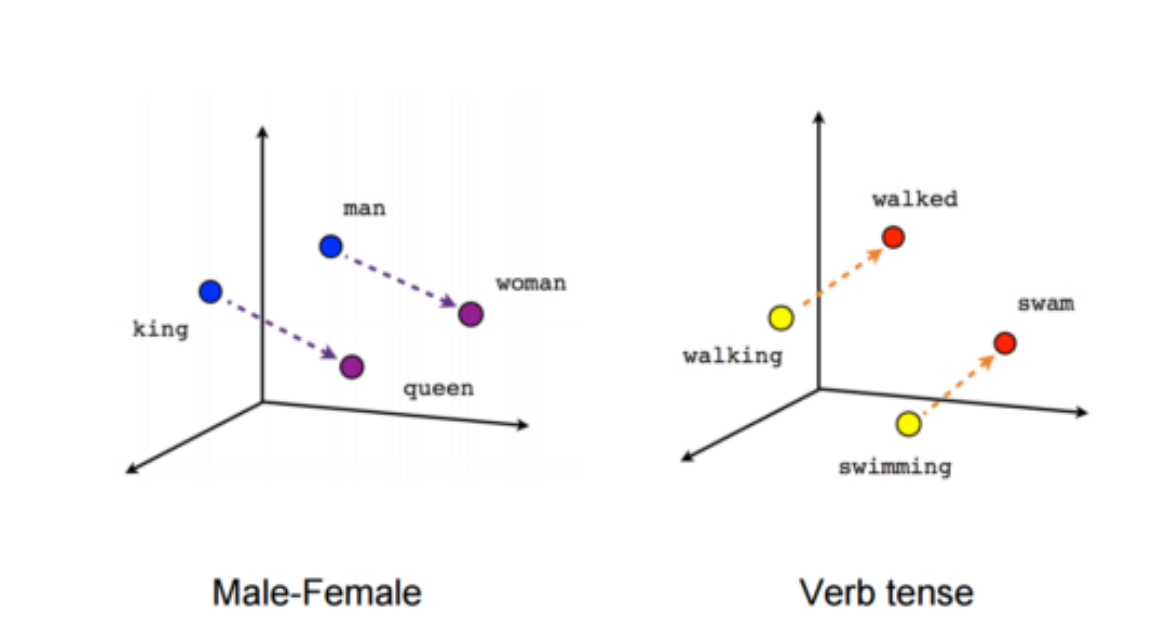 man
woman
king
queen
Male-Female
walked
swam
walking
swimming
Verb tense